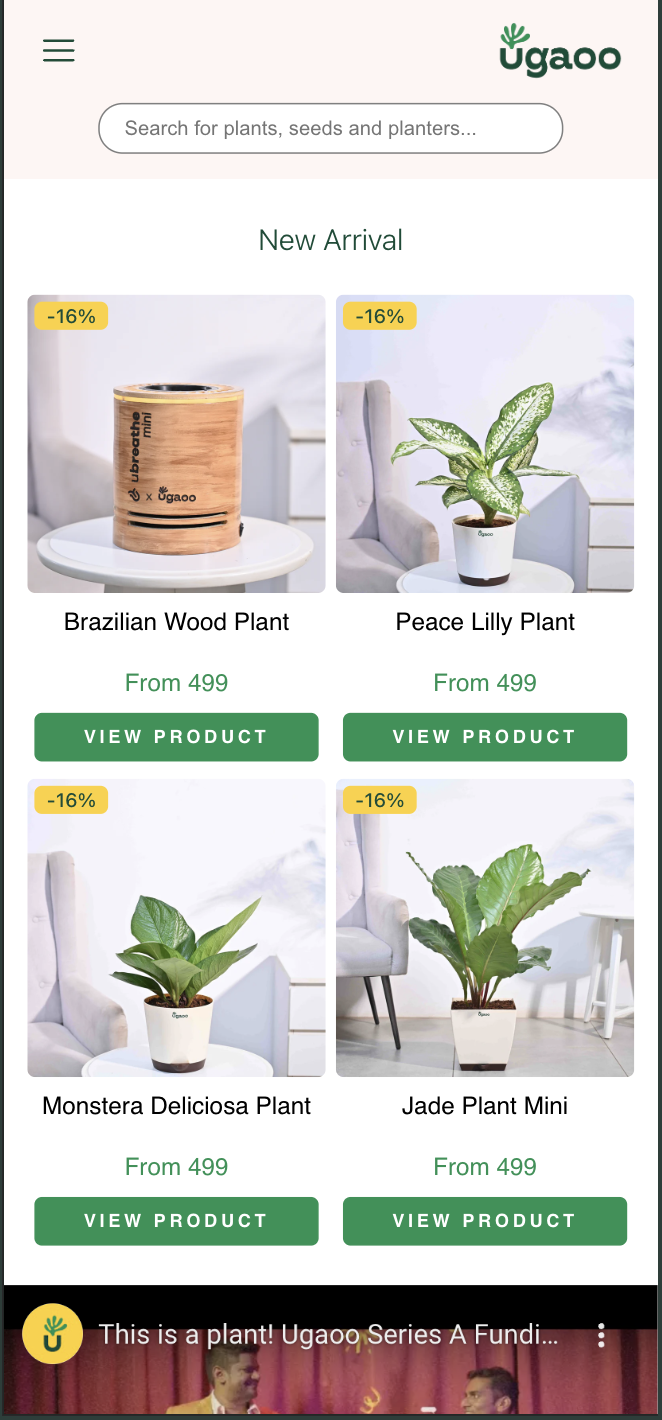 ugaoo
Search for plants, seeds and planters...
New Arrival
-16%
-16%
ubreathe
mini
x ugaoo
ugaoo
Brazilian Wood Plant
Peace Lilly Plant
From 499
From 499
VIEW PRODUCT
VIEW PRODUCT
-16%
-16%
ugaoo
ugaoo
Monstera Deliciosa Plant
Jade Plant Mini
From 499
From 499
VIEW PRODUCT
VIEW PRODUCT
This is a plant! Ugaoo Series A Fundi...